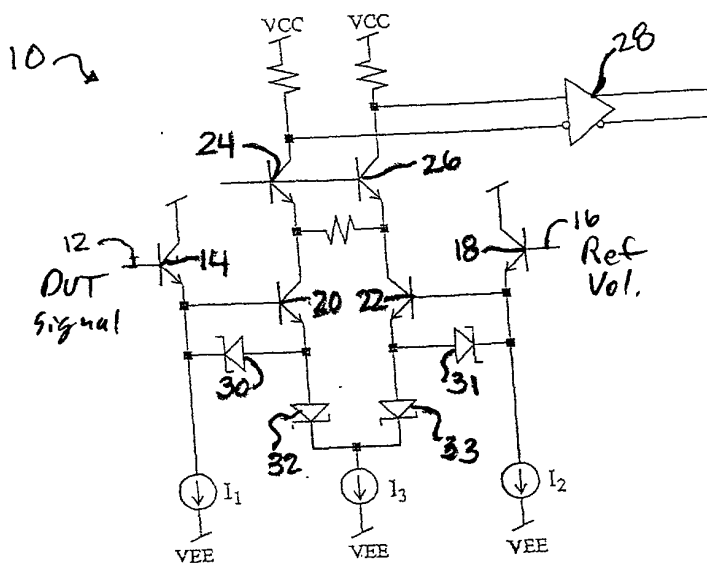 VCC
VCC
10
28
24
26
12
14
DUT
Signal
16
18
Ref
Vol.
20
22
30
31
32
33
I1
I3
I2
VEE
VEE
VEE